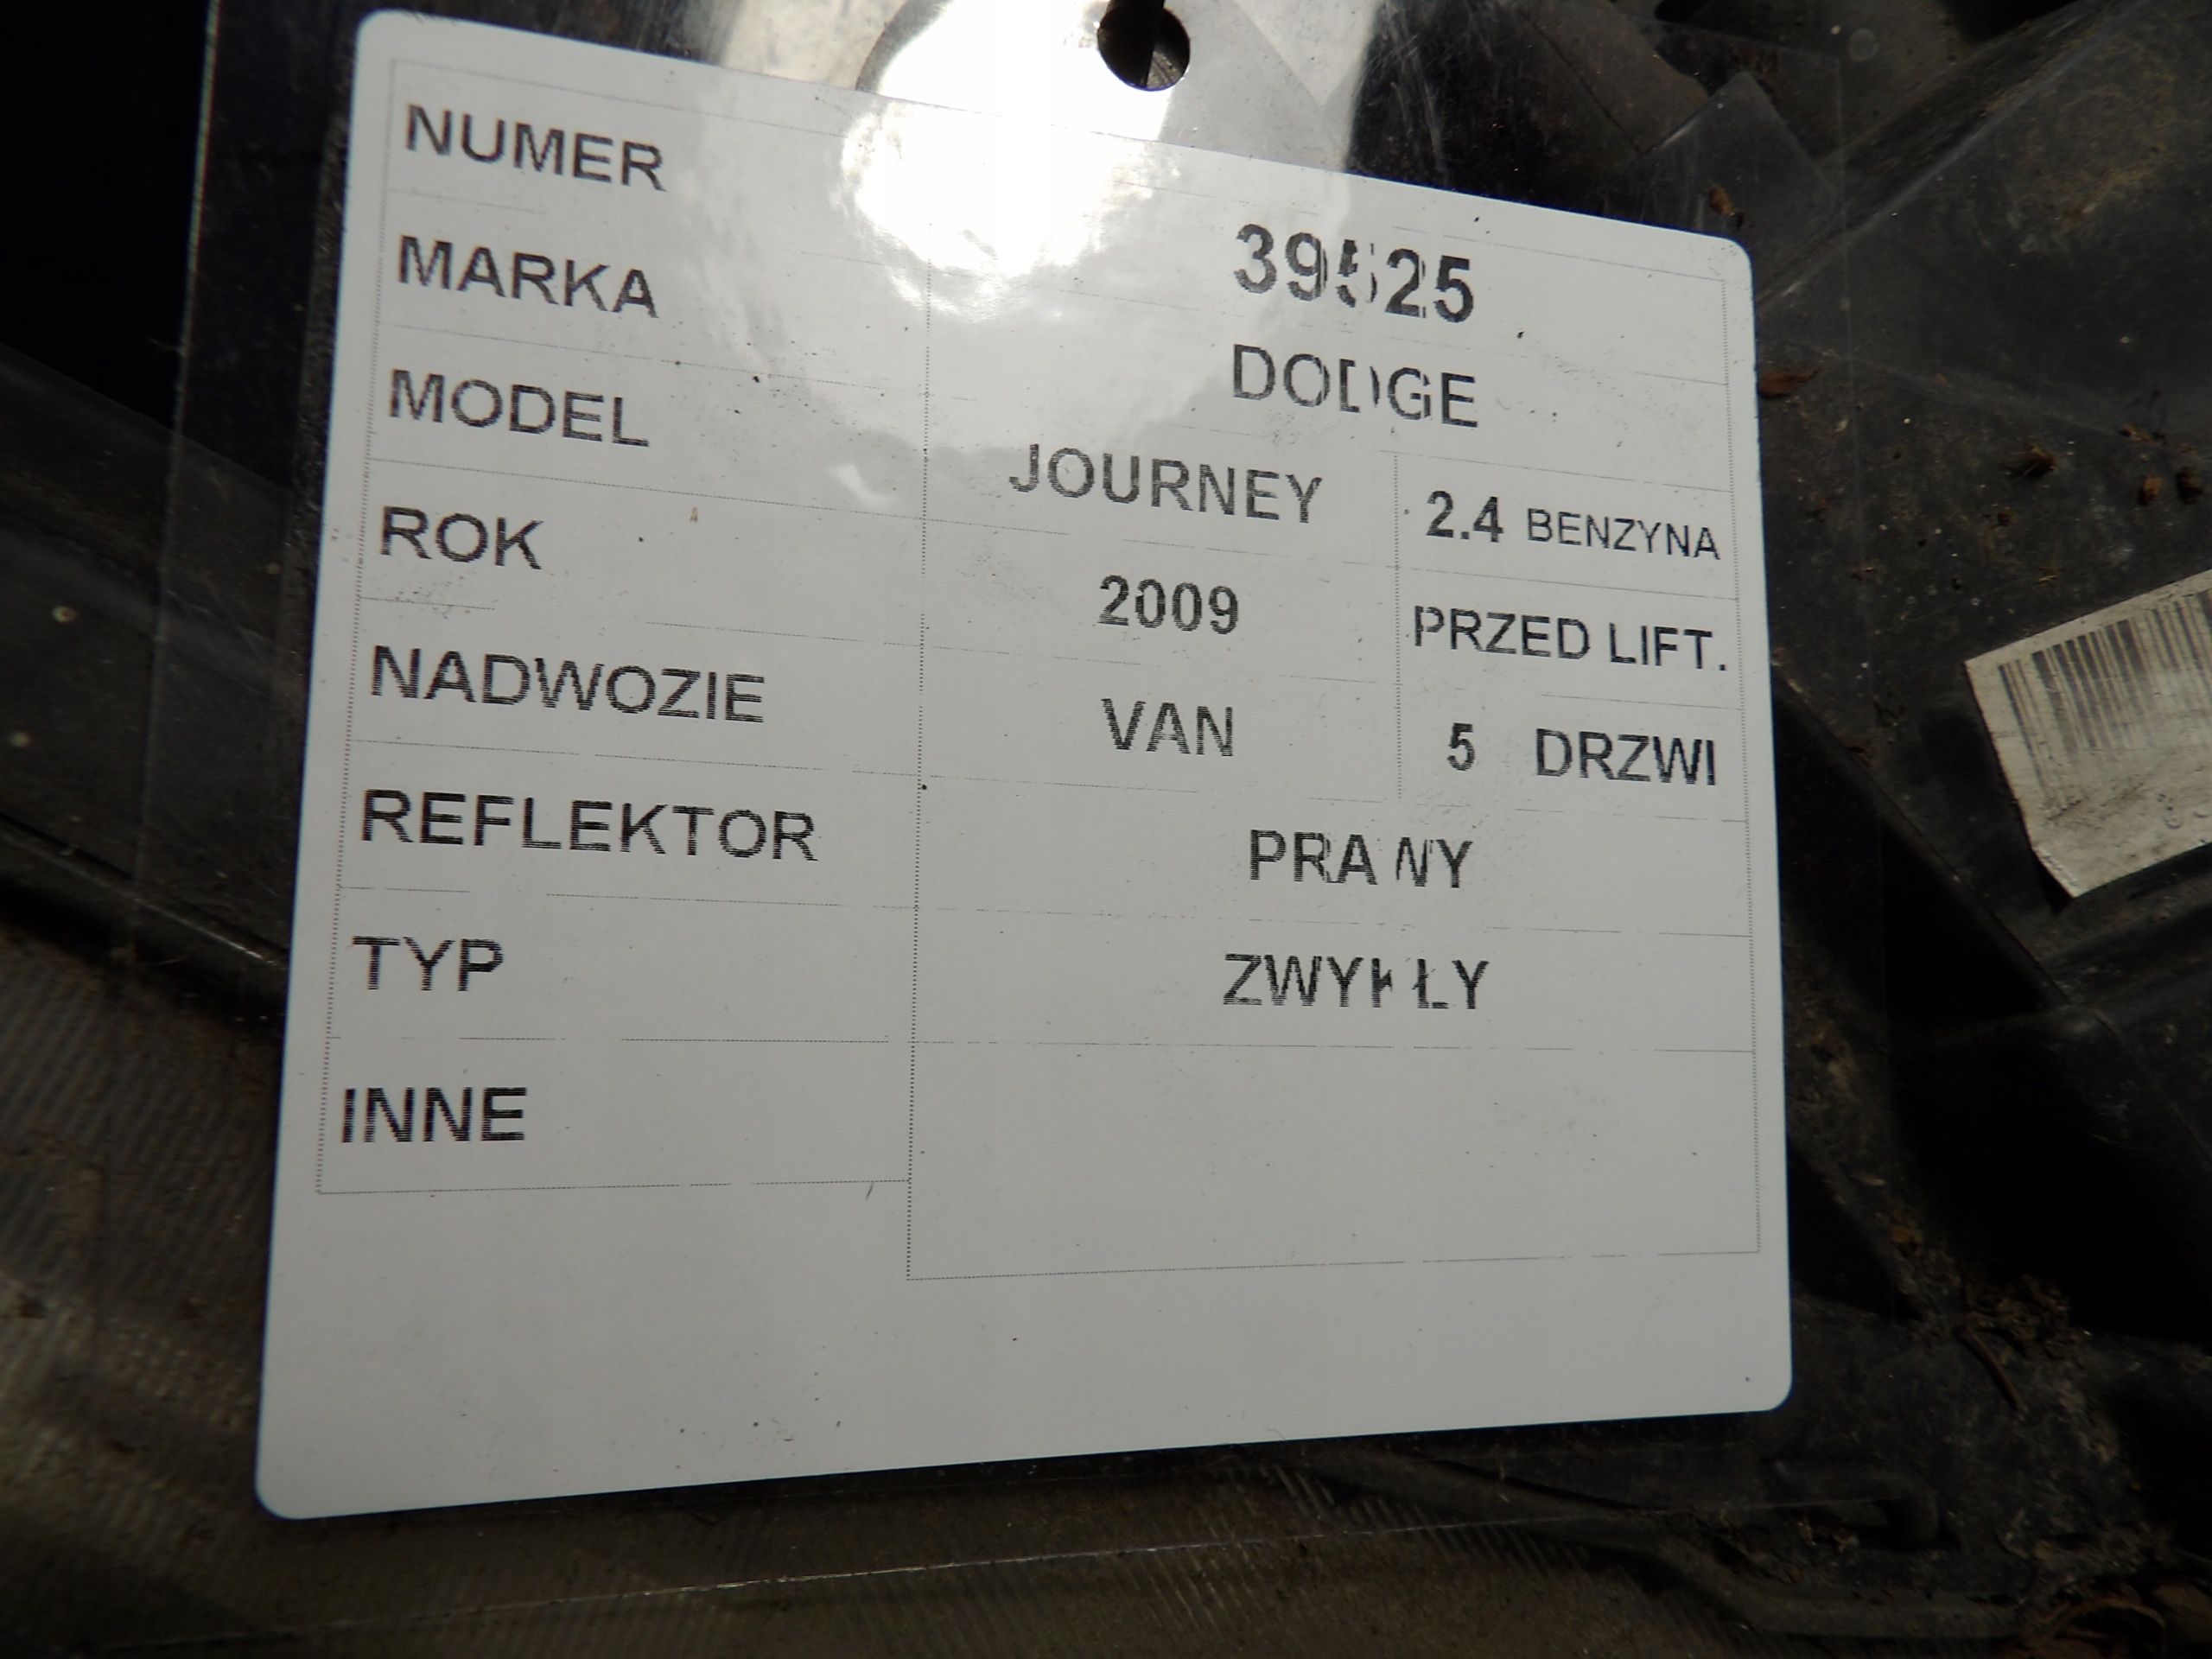 NUMER 39525
MARKA DODGE
MODEL JOURNEY 2.4 BENZYNA
ROK 2009 PRZED LIFT.
NADWOZIE VAN 5 DRZWI
REFLEKTOR PRAWY
TYP ZWYKŁY
INNE